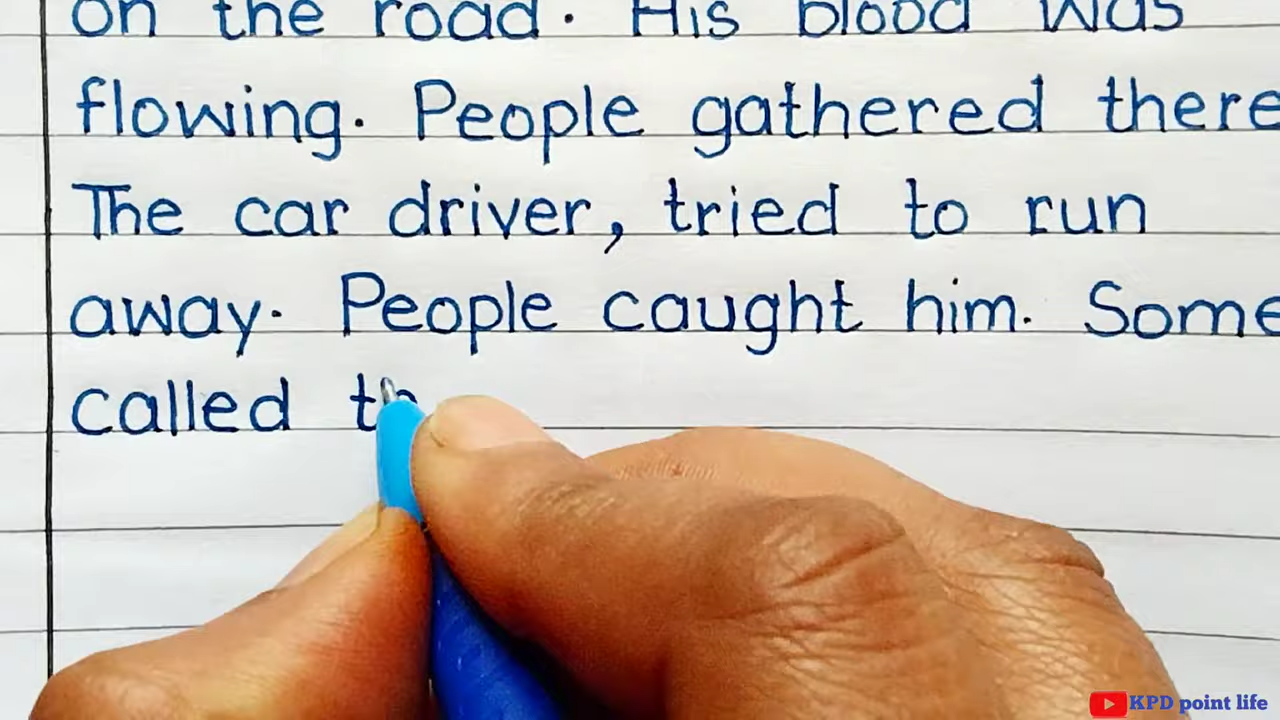 on the road. His blood was
flowing. People gathered there
The car driver, tried to run
away. People caught him. Some
called th
KPD point life